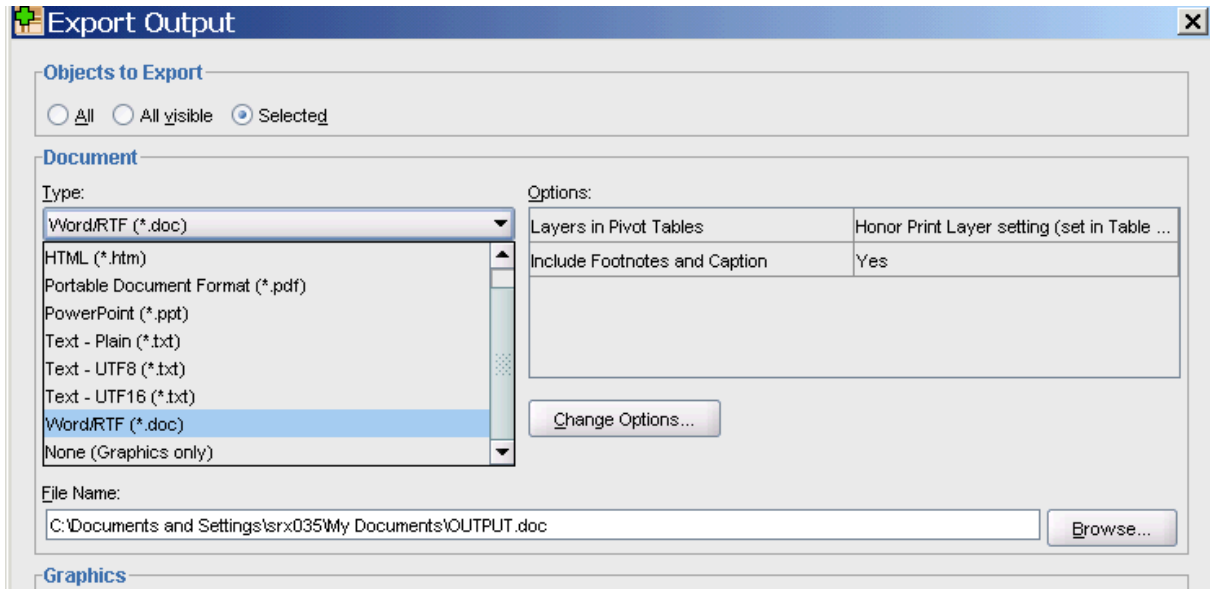 Export Output
Objects to Export
All All visible Selected
Document
Type:
Options:
Word/RTF (*.doc)
HTML (*.htm)
Portable Document Format (*.pdf)
PowerPoint (*.ppt)
Text - Plain (*.txt)
Text - UTF8 (*.txt)
Text - UTF16 (*.txt)
Word/RTF (*.doc)
None (Graphics only)
Layers in Pivot Tables Honor Print Layer setting (set in Table ...
Include Footnotes and Caption Yes
Change Options...
File Name:
C:\Documents and Settings\srx035\My Documents\OUTPUT.doc
Browse...
Graphics